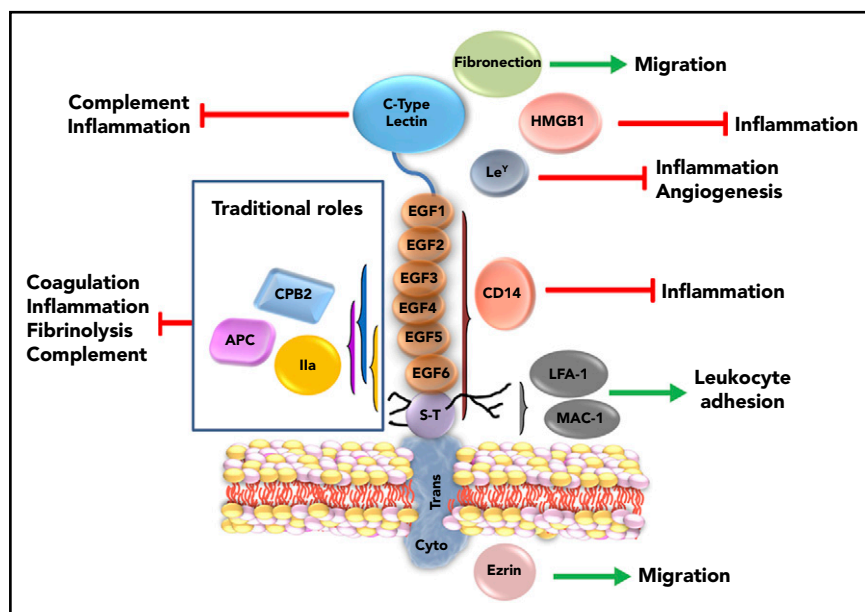 Fibronection
Migration
C-Type
Lectin
Complement
Inflammation
HMGB1
Inflammation
Le^Y
Inflammation
Angiogenesis
Traditional roles
EGF1
EGF2
EGF3
EGF4
EGF5
EGF6
CD14
Inflammation
Coagulation
Inflammation
Fibrinolysis
Complement
CPB2
APC
IIa
S-T
LFA-1
MAC-1
Leukocyte
adhesion
Trans
Cyto
Ezrin
Migration